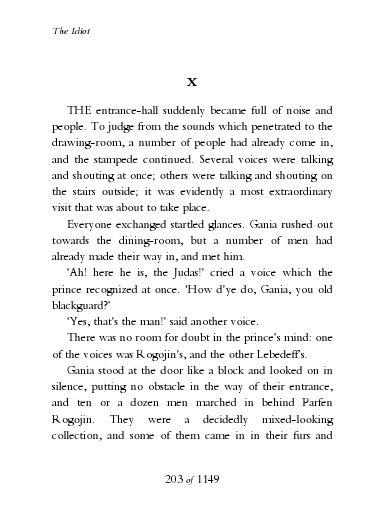 The Idiot
X
THE entrance-hall suddenly became full of noise and
people. To judge from the sounds which penetrated to the
drawing-room, a number of people had already come in,
and the stampede continued. Several voices were talking
and shouting at once; others were talking and shouting on
the stairs outside; it was evidently a most extraordinary
visit that was about to take place.
Everyone exchanged startled glances. Gania rushed out
towards the dining-room, but a number of men had
already made their way in, and met him.
'Ah! here he is, the Judas!' cried a voice which the
prince recognized at once. 'How d'ye do, Gania, you old
blackguard?'
'Yes, that's the man!' said another voice.
There was no room for doubt in the prince's mind: one
of the voices was Rogojin's, and the other Lebedeff's.
Gania stood at the door like a block and looked on in
silence, putting no obstacle in the way of their entrance,
and ten or a dozen men marched in behind Parfen
Rogojin. They were a decidedly mixed-looking
collection, and some of them came in in their furs and
203 of 1149